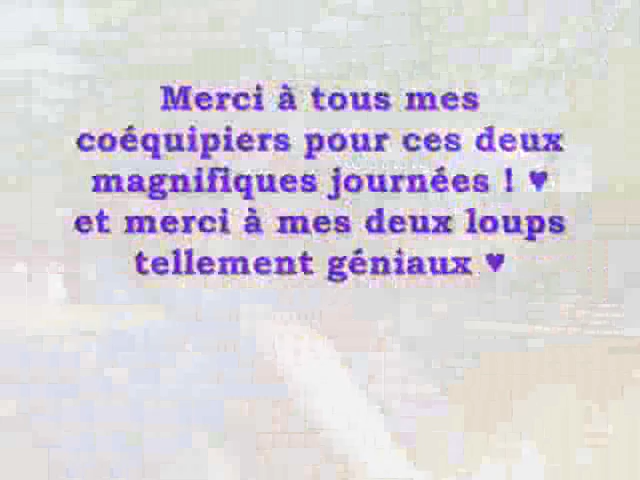 Merci à tous mes
coéquipiers pour ces deux
magnifiques journées ! ♥
et merci à mes deux loups
tellement géniaux ♥